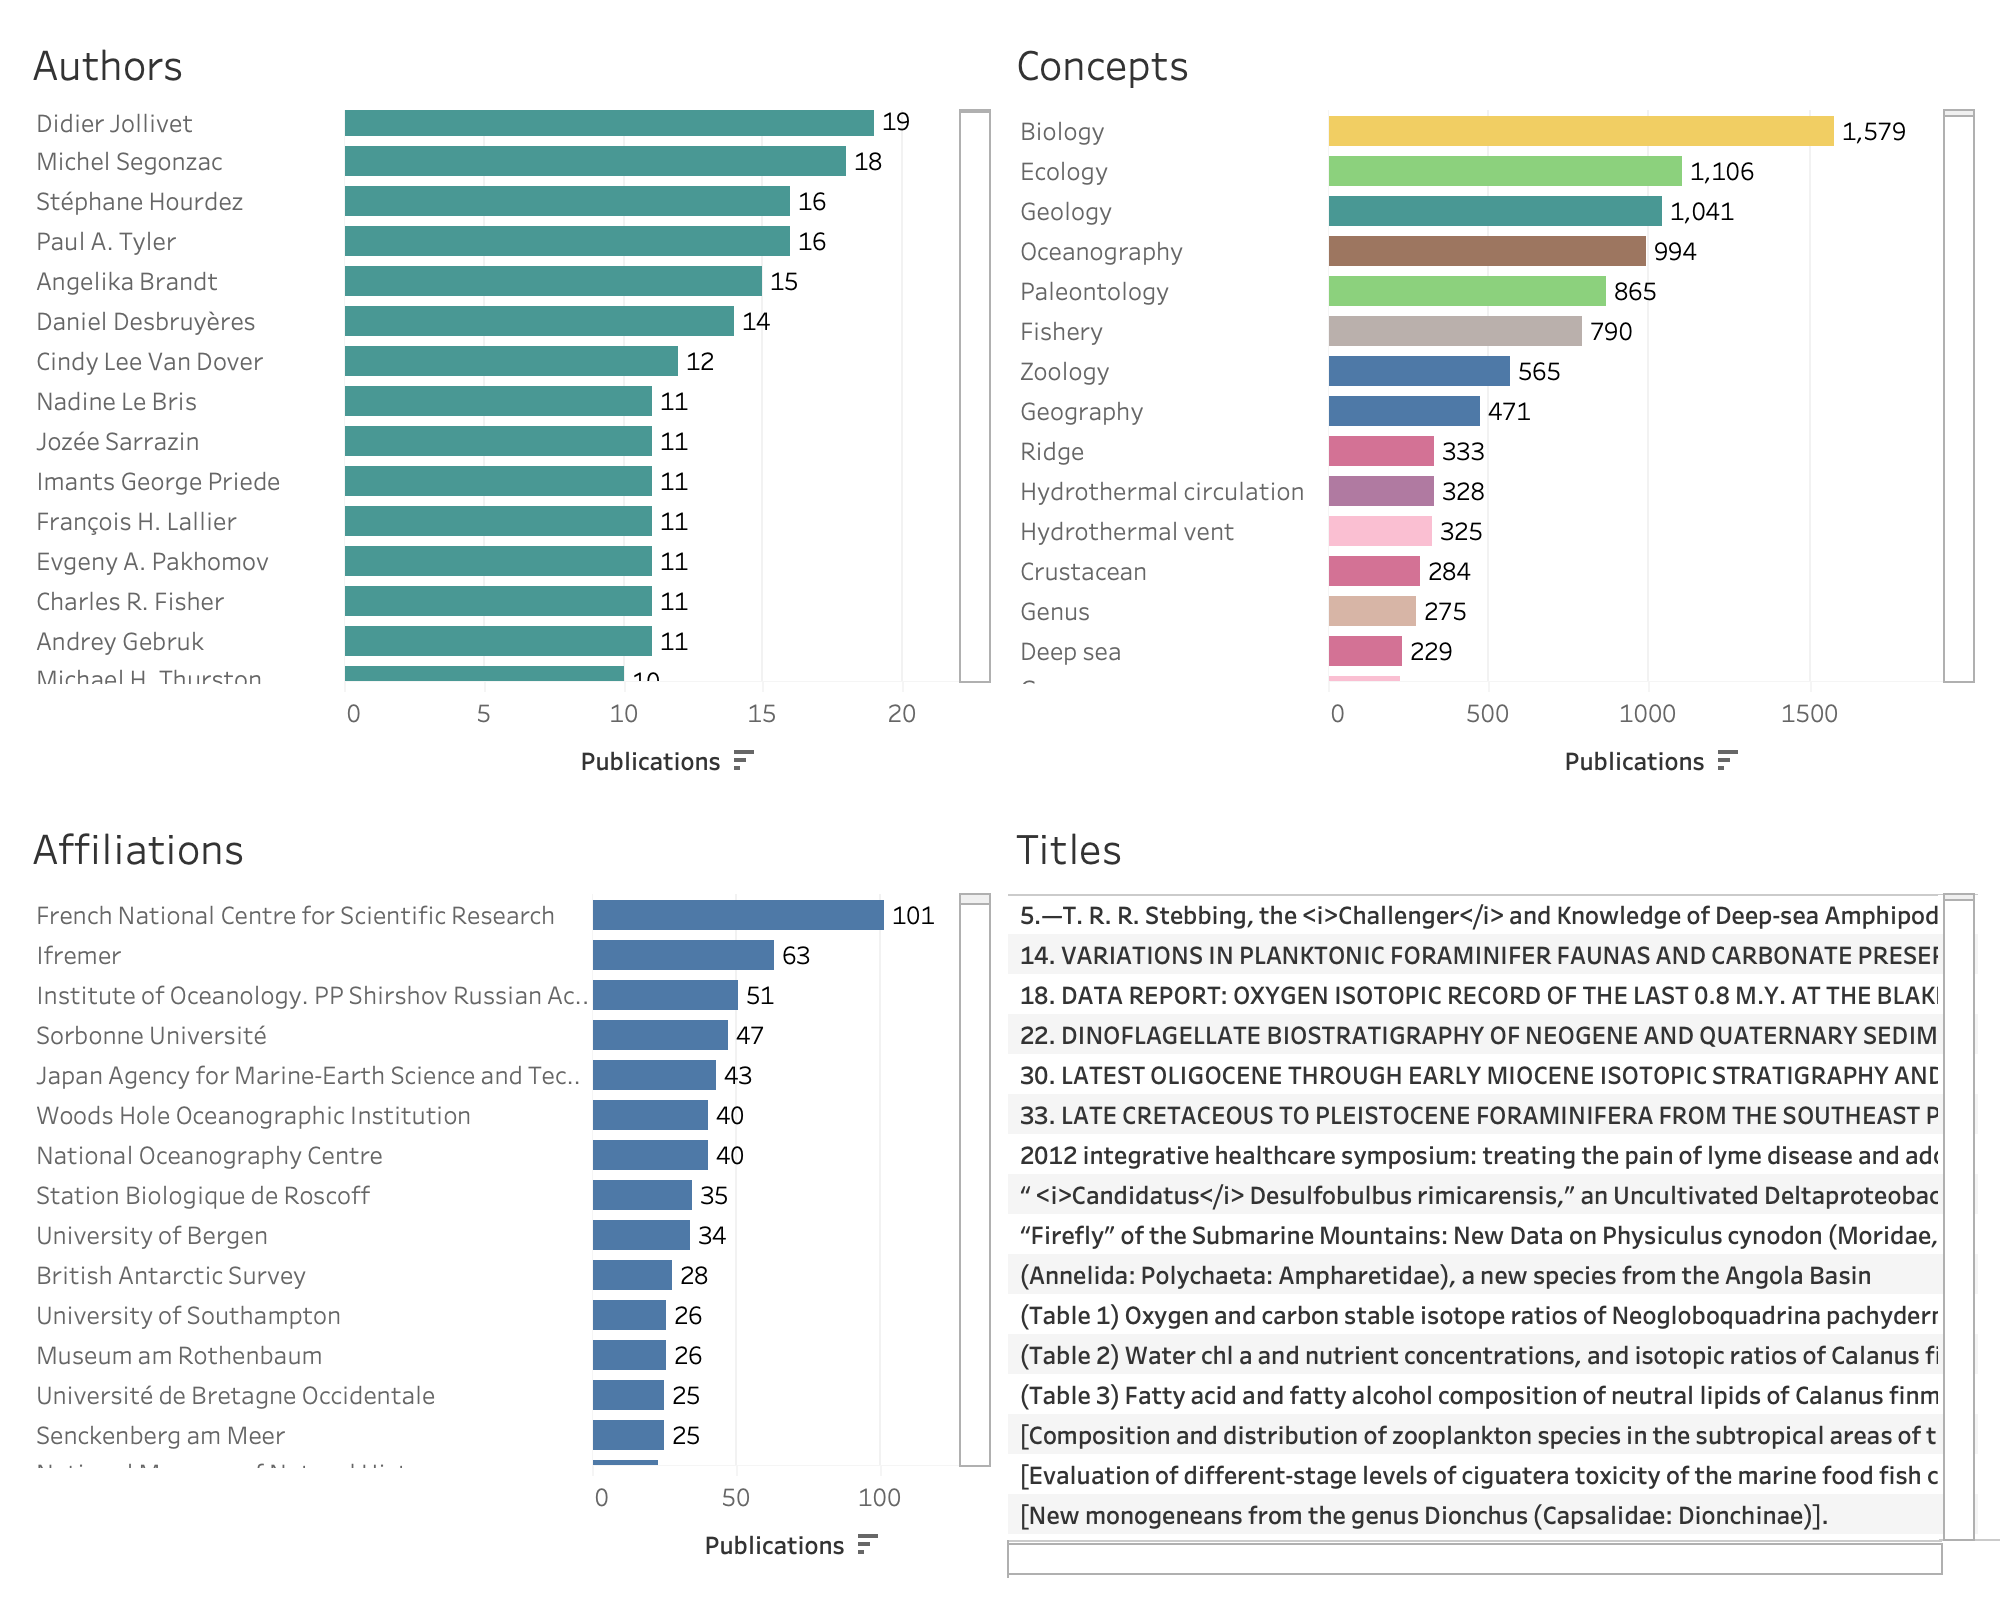 Authors
Didier Jollivet 19
Michel Segonzac 18
Stéphane Hourdez 16
Paul A. Tyler 16
Angelika Brandt 15
Daniel Desbruyères 14
Cindy Lee Van Dover 12
Nadine Le Bris 11
Jozée Sarrazin 11
Imants George Priede 11
François H. Lallier 11
Evgeny A. Pakhomov 11
Charles R. Fisher 11
Andrey Gebruk 11
Michael H. Thurston 10
0 5 10 15 20
Publications
Concepts
Biology 1,579
Ecology 1,106
Geology 1,041
Oceanography 994
Paleontology 865
Fishery 790
Zoology 565
Geography 471
Ridge 333
Hydrothermal circulation 328
Hydrothermal vent 325
Crustacean 284
Genus 275
Deep sea 229
0 500 1000 1500
Publications
Affiliations
French National Centre for Scientific Research 101
Ifremer 63
Institute of Oceanology. PP Shirshov Russian Ac.. 51
Sorbonne Université 47
Japan Agency for Marine-Earth Science and Tec.. 43
Woods Hole Oceanographic Institution 40
National Oceanography Centre 40
Station Biologique de Roscoff 35
University of Bergen 34
British Antarctic Survey 28
University of Southampton 26
Museum am Rothenbaum 26
Université de Bretagne Occidentale 25
Senckenberg am Meer 25
0 50 100
Publications
Titles
5.—T. R. R. Stebbing, the <i>Challenger</i> and Knowledge of Deep-sea Amphipod
14. VARIATIONS IN PLANKTONIC FORAMINIFER FAUNAS AND CARBONATE PRESER
18. DATA REPORT: OXYGEN ISOTOPIC RECORD OF THE LAST 0.8 M.Y. AT THE BLAK
22. DINOFLAGELLATE BIOSTRATIGRAPHY OF NEOGENE AND QUATERNARY SEDIM
30. LATEST OLIGOCENE THROUGH EARLY MIOCENE ISOTOPIC STRATIGRAPHY AND
33. LATE CRETACEOUS TO PLEISTOCENE FORAMINIFERA FROM THE SOUTHEAST P
2012 integrative healthcare symposium: treating the pain of lyme disease and add
“ <i>Candidatus</i> Desulfobulbus rimicarensis,” an Uncultivated Deltaproteobac
“Firefly” of the Submarine Mountains: New Data on Physiculus cynodon (Moridae,
(Annelida: Polychaeta: Ampharetidae), a new species from the Angola Basin
(Table 1) Oxygen and carbon stable isotope ratios of Neogloboquadrina pachyderm
(Table 2) Water chl a and nutrient concentrations, and isotopic ratios of Calanus fi
(Table 3) Fatty acid and fatty alcohol composition of neutral lipids of Calanus finm
[Composition and distribution of zooplankton species in the subtropical areas of t
[Evaluation of different-stage levels of ciguatera toxicity of the marine food fish c
[New monogeneans from the genus Dionchus (Capsalidae: Dionchinae)].